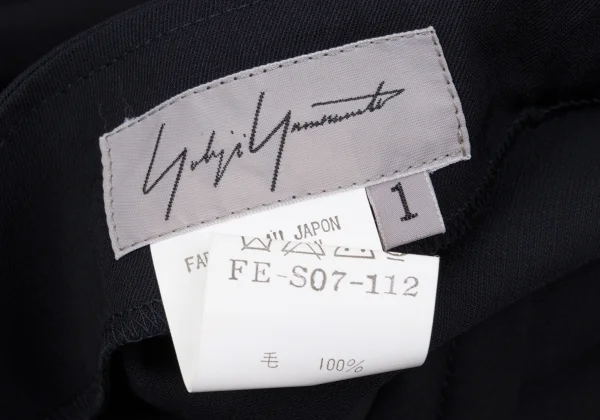 Yohji Yamamoto
1
JAPON
FE-S07-112
毛 100%